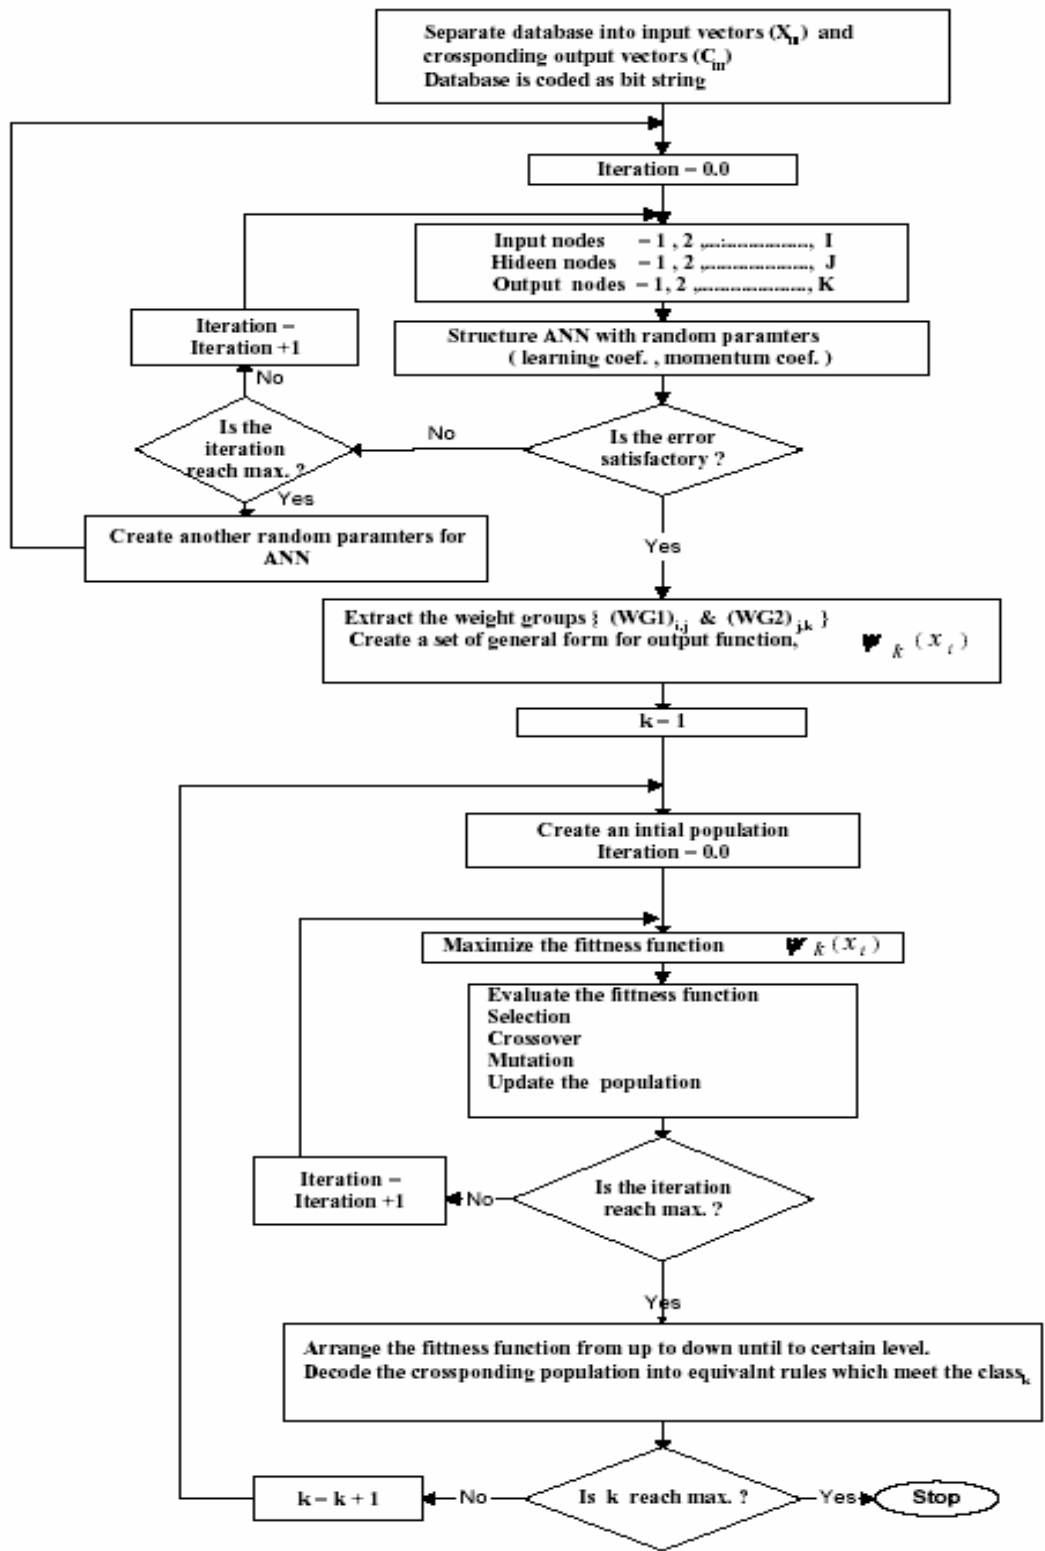 Separate database into input vectors (Xm) and
crossponding output vectors (Cm)
Database is coded as bit string
Iteration = 0.0
Input nodes = 1 , 2 ,......................, I
Hideen nodes = 1 , 2 ,......................, J
Output nodes = 1, 2 ,......................, K
Iteration =
Iteration +1
Structure ANN with random paramters
( learning coef. , momentum coef. )
No
Is the
iteration
reach max. ?
No
Is the error
satisfactory ?
Yes
Create another random paramters for
ANN
Yes
Extract the weight groups { (WG1)i,j & (WG2)j,k }
Create a set of general form for output function, Ψk (xi)
k = 1
Create an intial population
Iteration = 0.0
Maximize the fittness function Ψk(xi)
Evaluate the fittness function
Selection
Crossover
Mutation
Update the population
Iteration =
Iteration +1
No
Is the iteration
reach max. ?
Yes
Arrange the fittness function from up to down until to certain level.
Decode the crossponding population into equivalnt rules which meet the classk
k = k + 1
No
Is k reach max. ?
Yes
Stop